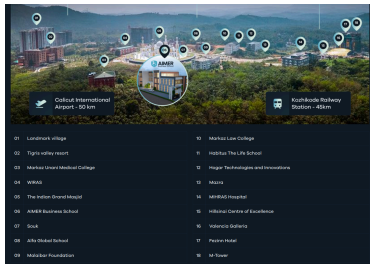 AIMER
Calicut International
Airport - 50 km
Kozhikode Railway
Station - 45km
01 Landmark village
02 Tigris valley resort
03 Markaz Unani Medical College
04 WIRAS
05 The Indian Grand Masjid
06 AIMER Business School
07 Souk
08 Alfa Global School
09 Malaibar Foundation
10 Markaz Law College
11 Habitus The Life School
12 Hogar Technologies and Innovations
13 Mazra
14 MIHRAS Hospital
15 Hillsinai Centre of Excellence
16 Valencia Galleria
17 Fezinn Hotel
18 M-Tower